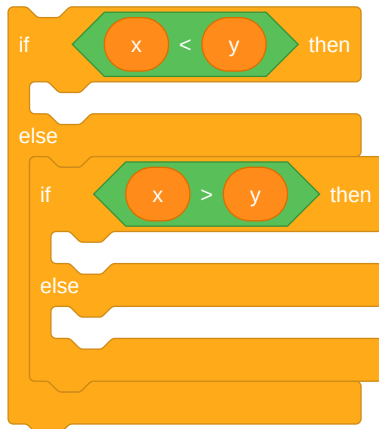 if x < y then
else
if x > y then
else